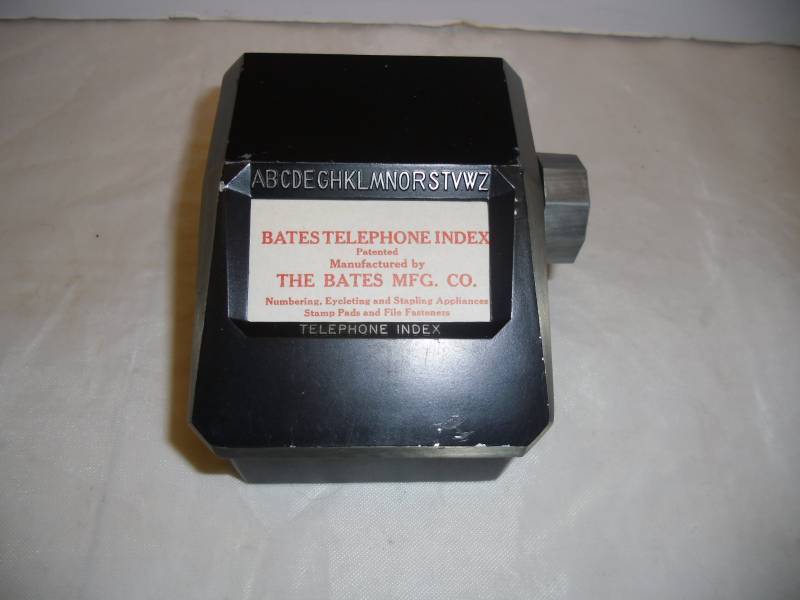 ABCDEGHKLMNORSTVWZ
BATES TELEPHONE INDEX
Patented
Manufactured by
THE BATES MFG. CO.
Numbering, Eyeleting and Stapling Appliances
Stamp Pads and File Fasteners
TELEPHONE INDEX